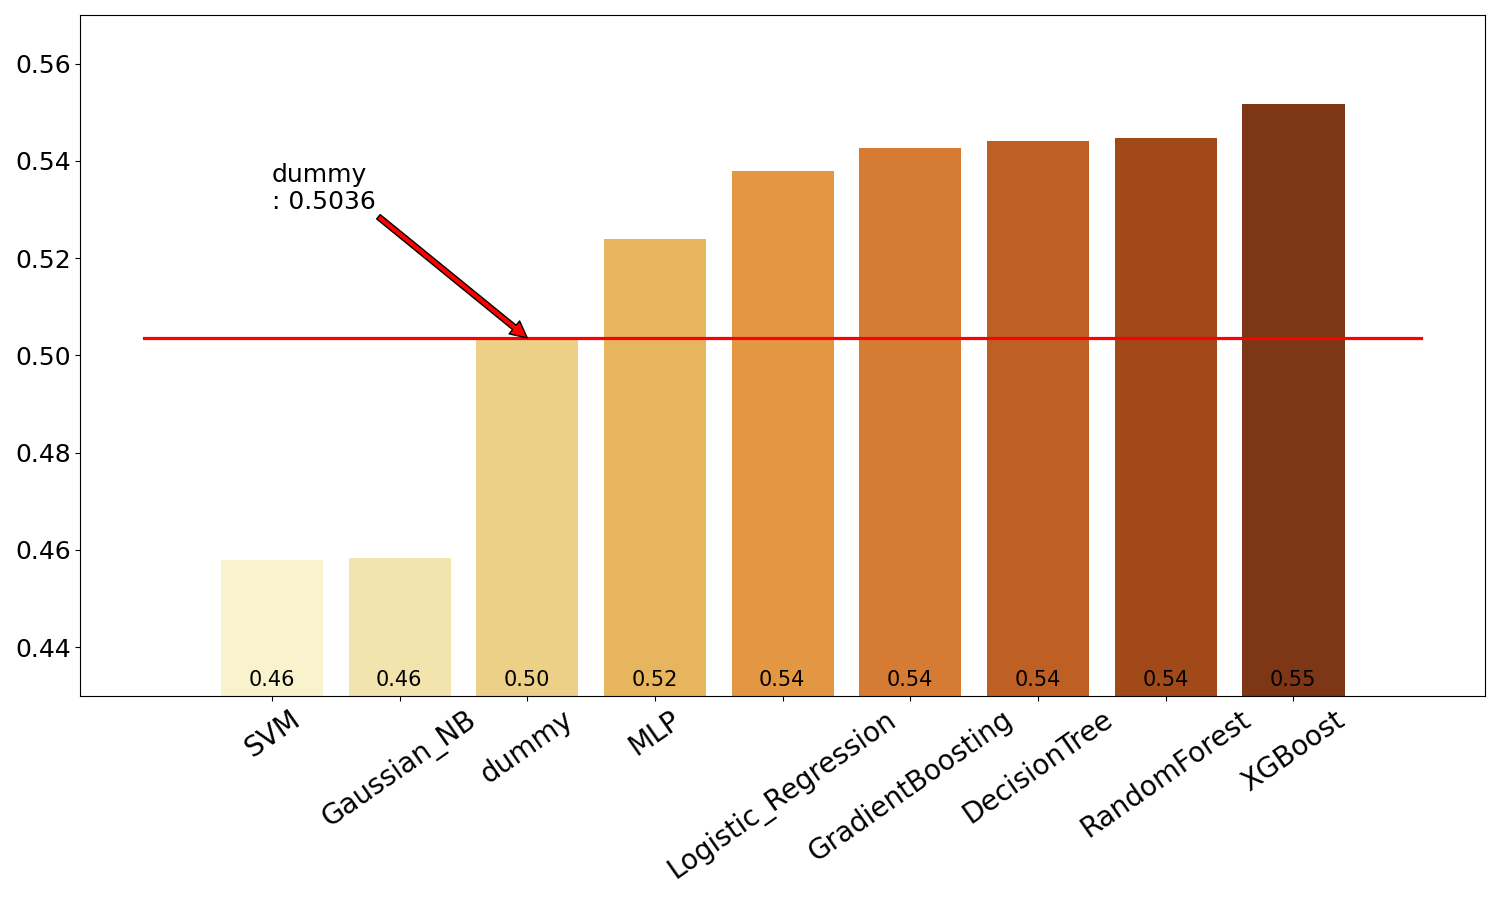 0.56
0.54
0.52
0.50
0.48
0.46
0.44
dummy
: 0.5036
0.46
0.46
0.50
0.52
0.54
0.54
0.54
0.54
0.55
SVM
Gaussian_NB
dummy
MLP
Logistic_Regression
GradientBoosting
DecisionTree
RandomForest
XGBoost